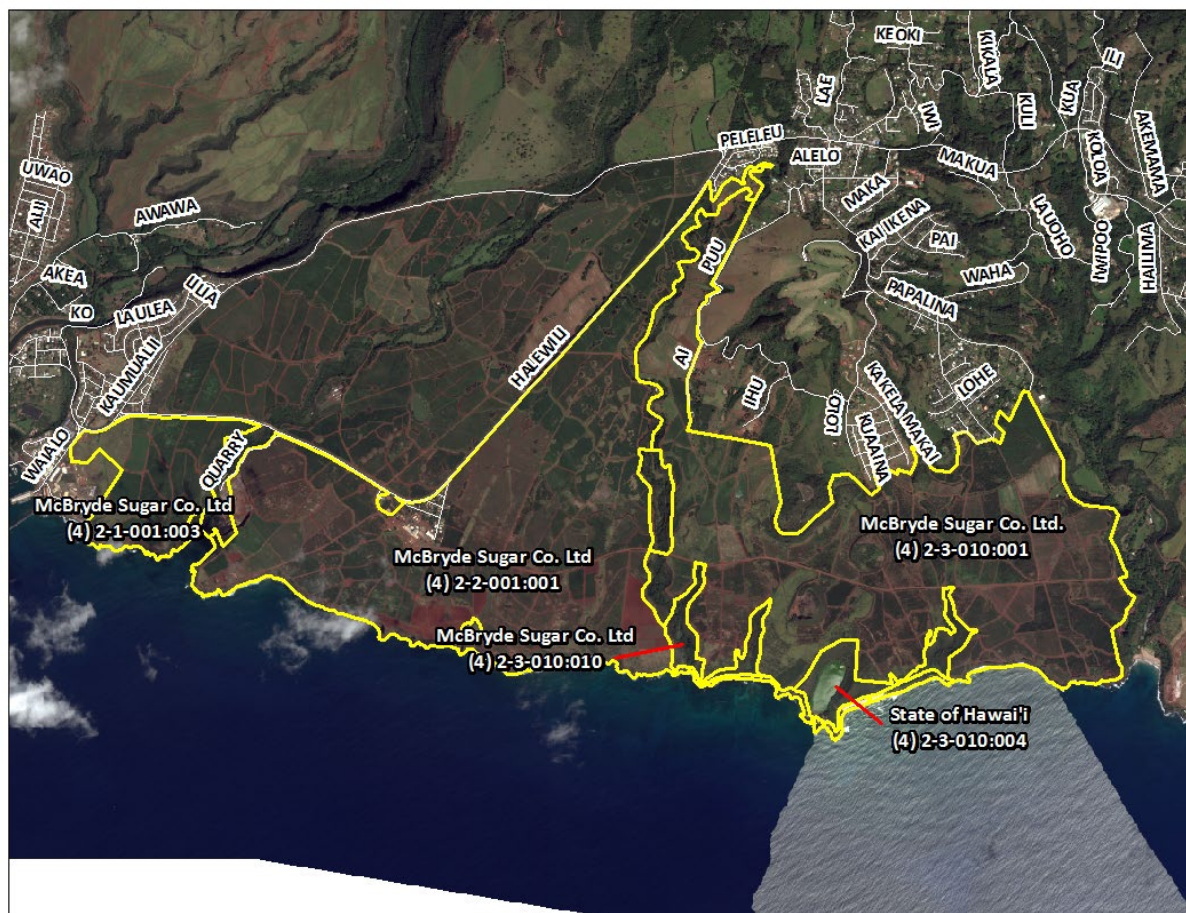 KEOKI
KIKALA
ILI
LAE
IWI
KULI
KUA
AKEMAMA
UWAO
PELELEU
ALELO
MAKUA
KOLOA
ALII
AWAWA
MAKA
KAI IKENA
PAI
LAUOHO
IWIPOO
HAILIMA
AKEA
KO
LAULEA
LILIA
PUU
WAHA
PAPALINA
KAUMUALII
HALEWILI
AI
IHU
LOLO
KUAAINA
KAKELA MAKAI
LOHE
WAIALO
QUARRY
McBryde Sugar Co. Ltd
(4) 2-1-001:003
McBryde Sugar Co. Ltd
(4) 2-2-001:001
McBryde Sugar Co. Ltd.
(4) 2-3-010:001
McBryde Sugar Co. Ltd
(4) 2-3-010:010
State of Hawai'i
(4) 2-3-010:004